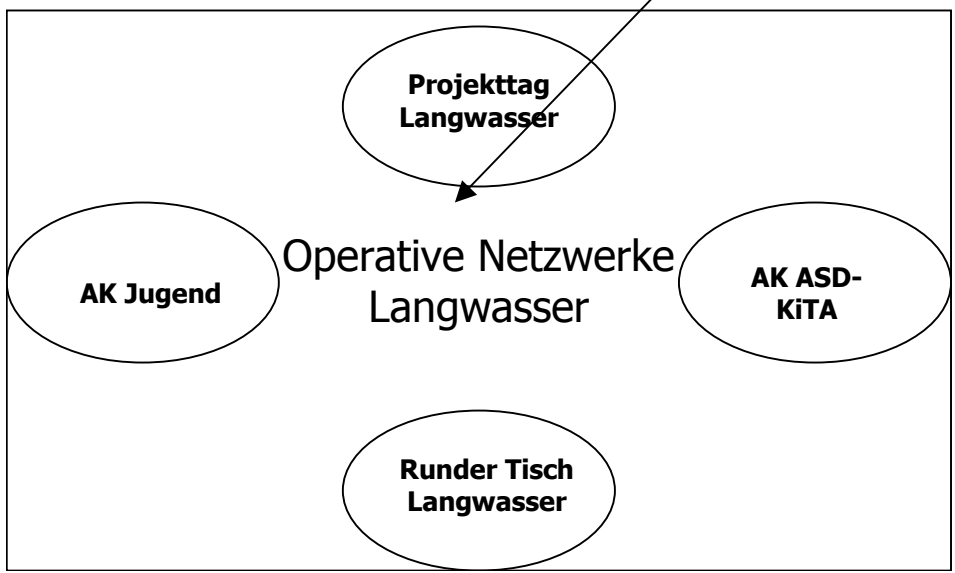 Projekttag
Langwasser
Operative Netzwerke
Langwasser
AK Jugend
AK ASD-
KiTA
Runder Tisch
Langwasser